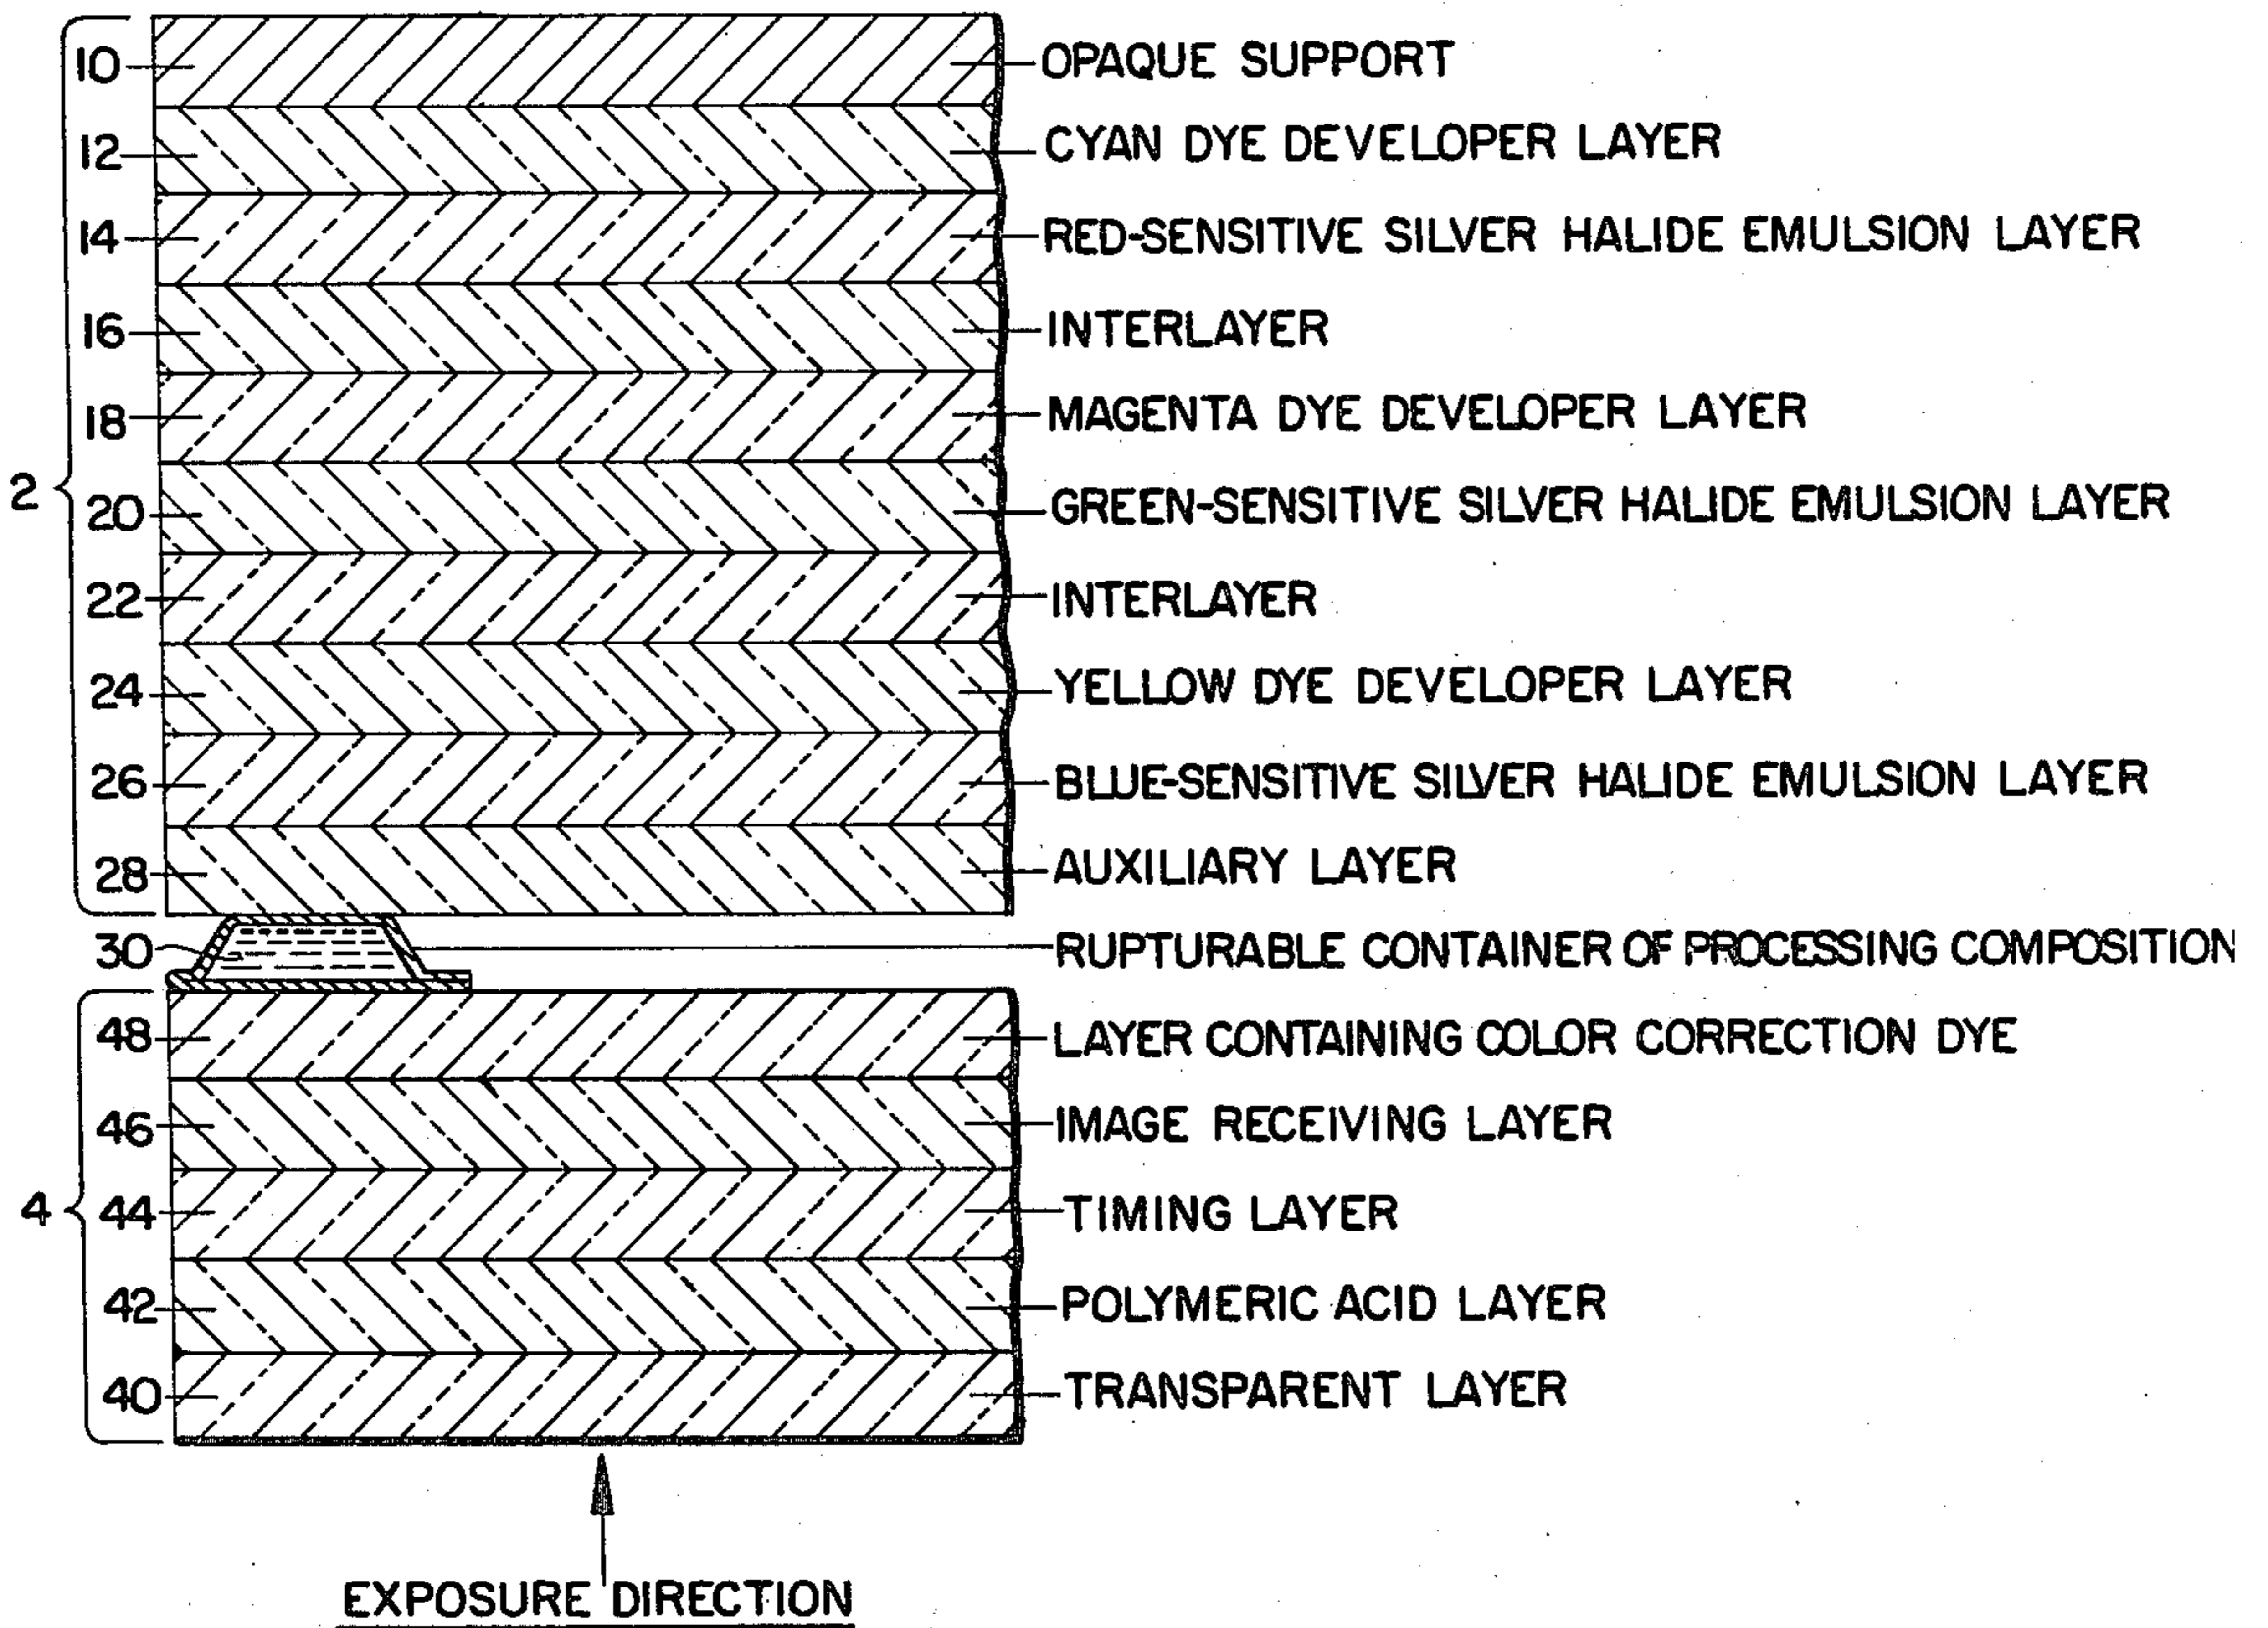 10 OPAQUE SUPPORT
12 CYAN DYE DEVELOPER LAYER
14 RED-SENSITIVE SILVER HALIDE EMULSION LAYER
16 INTERLAYER
18 MAGENTA DYE DEVELOPER LAYER
2
20 GREEN-SENSITIVE SILVER HALIDE EMULSION LAYER
22 INTERLAYER
24 YELLOW DYE DEVELOPER LAYER
26 BLUE-SENSITIVE SILVER HALIDE EMULSION LAYER
28 AUXILIARY LAYER
30 RUPTURABLE CONTAINER OF PROCESSING COMPOSITION
48 LAYER CONTAINING COLOR CORRECTION DYE
46 IMAGE RECEIVING LAYER
4
44 TIMING LAYER
42 POLYMERIC ACID LAYER
40 TRANSPARENT LAYER
EXPOSURE DIRECTION